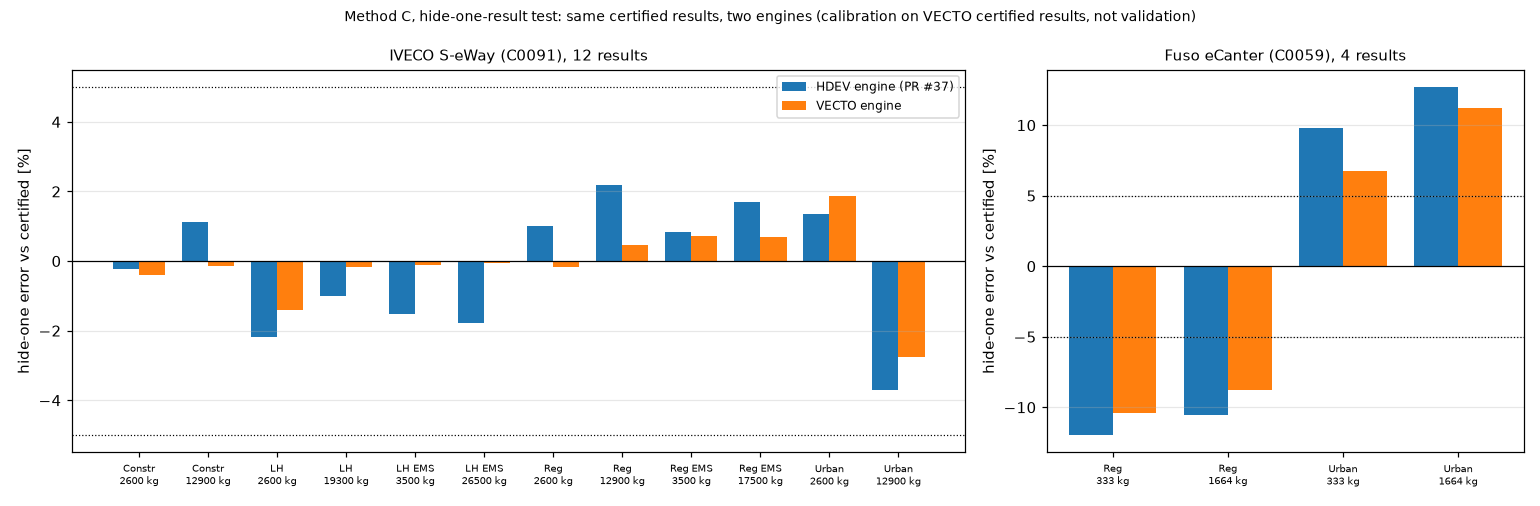 Method C, hide-one-result test: same certified results, two engines (calibration on VECTO certified results, not validation)
IVECO S-eWay (C0091), 12 results
hide-one error vs certified [%]
4
2
0
−2
−4
HDEV engine (PR #37)
VECTO engine
Constr
2600 kg
Constr
12900 kg
LH
2600 kg
LH
19300 kg
LH EMS
3500 kg
LH EMS
26500 kg
Reg
2600 kg
Reg
12900 kg
Reg EMS
3500 kg
Reg EMS
17500 kg
Urban
2600 kg
Urban
12900 kg
Fuso eCanter (C0059), 4 results
hide-one error vs certified [%]
10
5
0
−5
−10
Reg
333 kg
Reg
1664 kg
Urban
333 kg
Urban
1664 kg